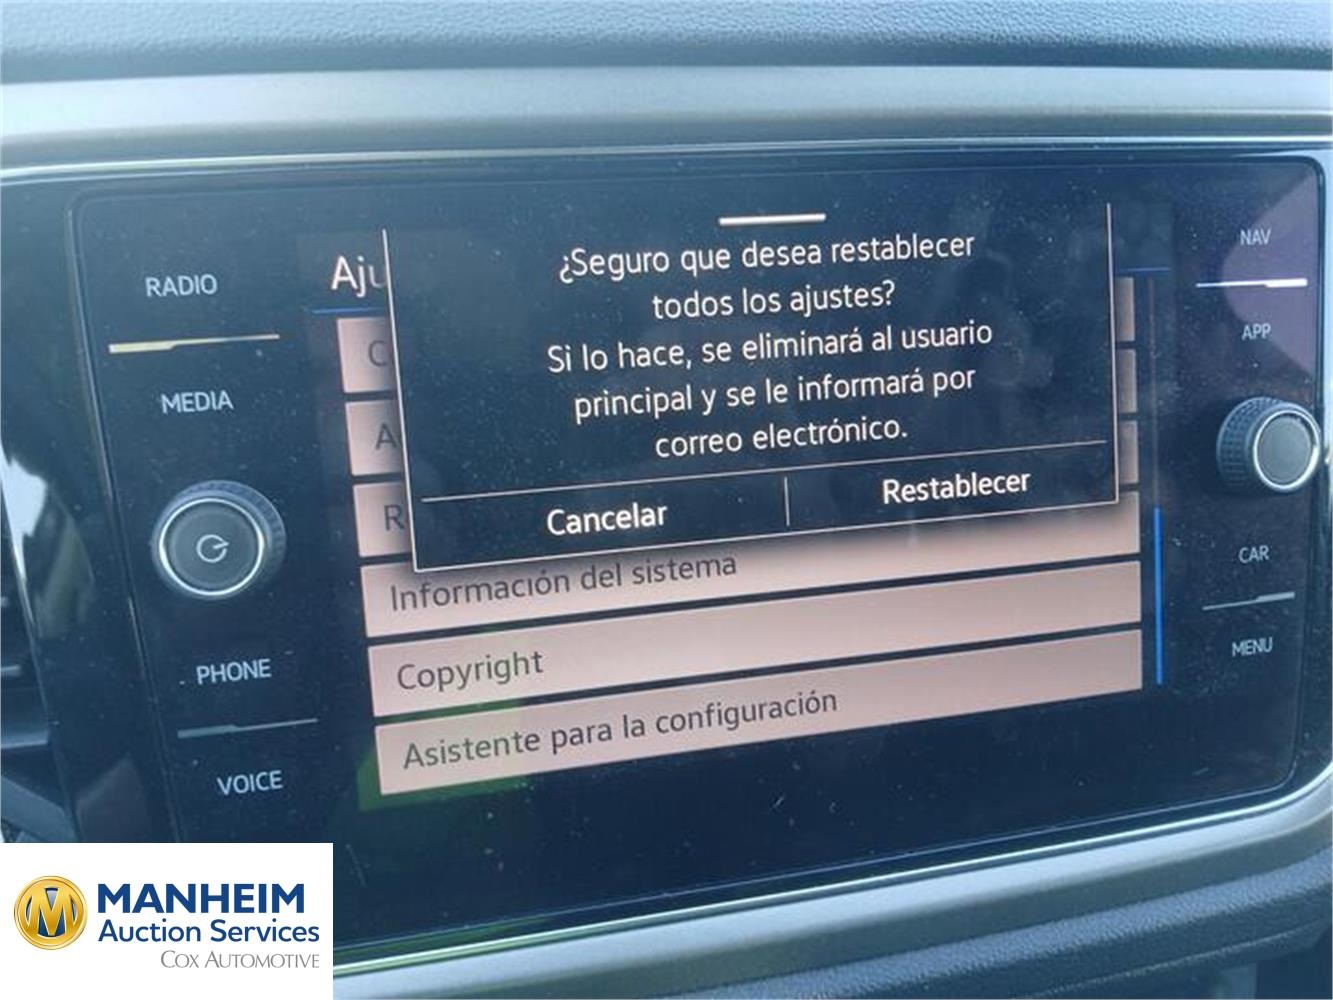 RADIO
MEDIA
PHONE
VOICE
Aju
¿Seguro que desea restablecer
todos los ajustes?
Si lo hace, se eliminará al usuario
principal y se le informará por
correo electrónico.
Cancelar
Restablecer
C
A
R
Información del sistema
Copyright
Asistente para la configuración
NAV
APP
CAR
MENU
MANHEIM
Auction Services
COX AUTOMOTIVE